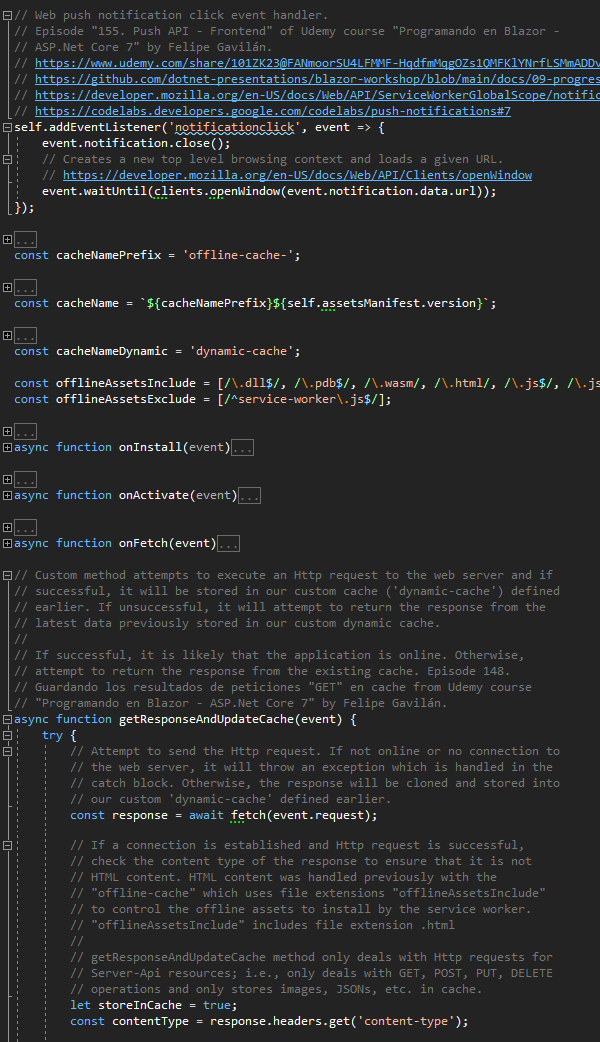 // Web push notification click event handler.
// Episode "155. Push API - Frontend" of Udemy course "Programando en Blazor -
// ASP.Net Core 7" by Felipe Gavilán.
// https://www.udemy.com/share/101ZK23@FANmoorSU4LFMMF-HqdfmMqgOZs1QMFKlYNrfLSMmADDv
// https://github.com/dotnet-presentations/blazor-workshop/blob/main/docs/09-progres
// https://developer.mozilla.org/en-US/docs/Web/API/ServiceWorkerGlobalScope/notific
// https://codelabs.developers.google.com/codelabs/push-notifications#7
self.addEventListener('notificationclick', event => {
event.notification.close();
// Creates a new top level browsing context and loads a given URL.
// https://developer.mozilla.org/en-US/docs/Web/API/Clients/openWindow
event.waitUntil(clients.openWindow(event.notification.data.url));
});
...
const cacheNamePrefix = 'offline-cache-';
...
const cacheName = `${cacheNamePrefix}${self.assetsManifest.version}`;
...
const cacheNameDynamic = 'dynamic-cache';
const offlineAssetsInclude = [/\.dll$/, /\.pdb$/, /\.wasm/, /\.html/, /\.js$/, /\.js
const offlineAssetsExclude = [/^service-worker\.js$/];
...
async function onInstall(event)...
...
async function onActivate(event)...
...
async function onFetch(event)...
// Custom method attempts to execute an Http request to the web server and if
// successful, it will be stored in our custom cache ('dynamic-cache') defined
// earlier. If unsuccessful, it will attempt to return the response from the
// latest data previously stored in our custom dynamic cache.
//
// If successful, it is likely that the application is online. Otherwise,
// attempt to return the response from the existing cache. Episode 148.
// Guardando los resultados de peticiones "GET" en cache from Udemy course
// "Programando en Blazor - ASP.Net Core 7" by Felipe Gavilán.
async function getResponseAndUpdateCache(event) {
try {
// Attempt to send the Http request. If not online or no connection to
// the web server, it will throw an exception which is handled in the
// catch block. Otherwise, the response will be cloned and stored into
// our custom 'dynamic-cache' defined earlier.
const response = await fetch(event.request);
// If a connection is established and Http request is successful,
// check the content type of the response to ensure that it is not
// HTML content. HTML content was handled previously with the
// "offline-cache" which uses file extensions "offlineAssetsInclude"
// to control the offline assets to install by the service worker.
// "offlineAssetsInclude" includes file extension .html
//
// getResponseAndUpdateCache method only deals with Http requests for
// Server-Api resources; i.e., only deals with GET, POST, PUT, DELETE
// operations and only stores images, JSONs, etc. in cache.
let storeInCache = true;
const contentType = response.headers.get('content-type');